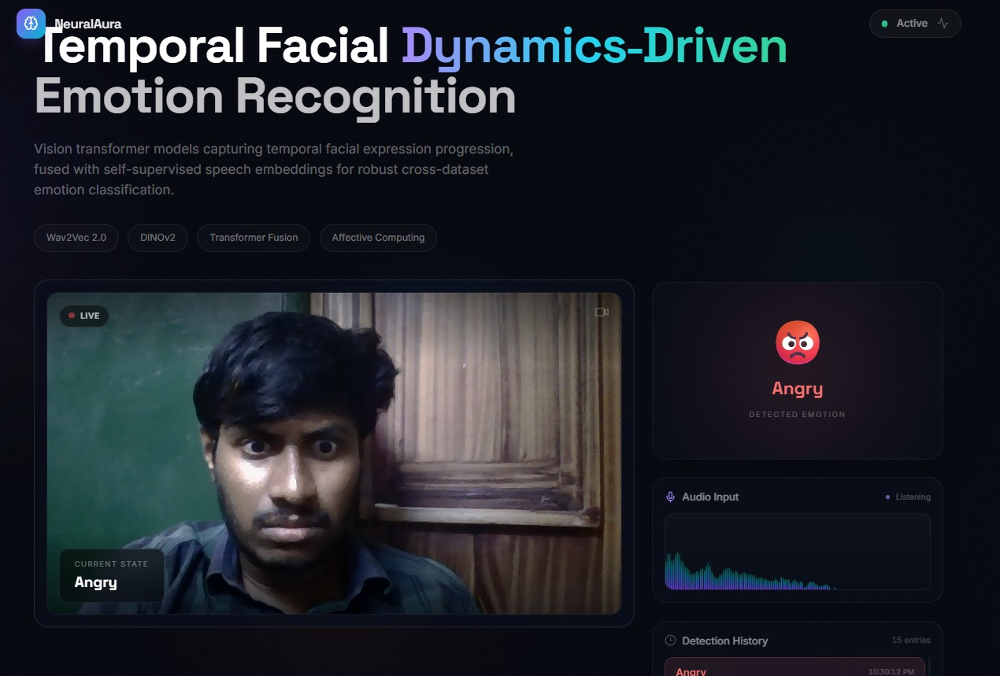 NeuralAura
Active
Temporal Facial Dynamics-Driven
Emotion Recognition
Vision transformer models capturing temporal facial expression progression,
fused with self-supervised speech embeddings for robust cross-dataset
emotion classification.
Wav2Vec 2.0
DINOv2
Transformer Fusion
Affective Computing
LIVE
CURRENT STATE
Angry
Angry
DETECTED EMOTION
Audio Input
Listening
Detection History
15 entries
Angry
10:30:12 PM